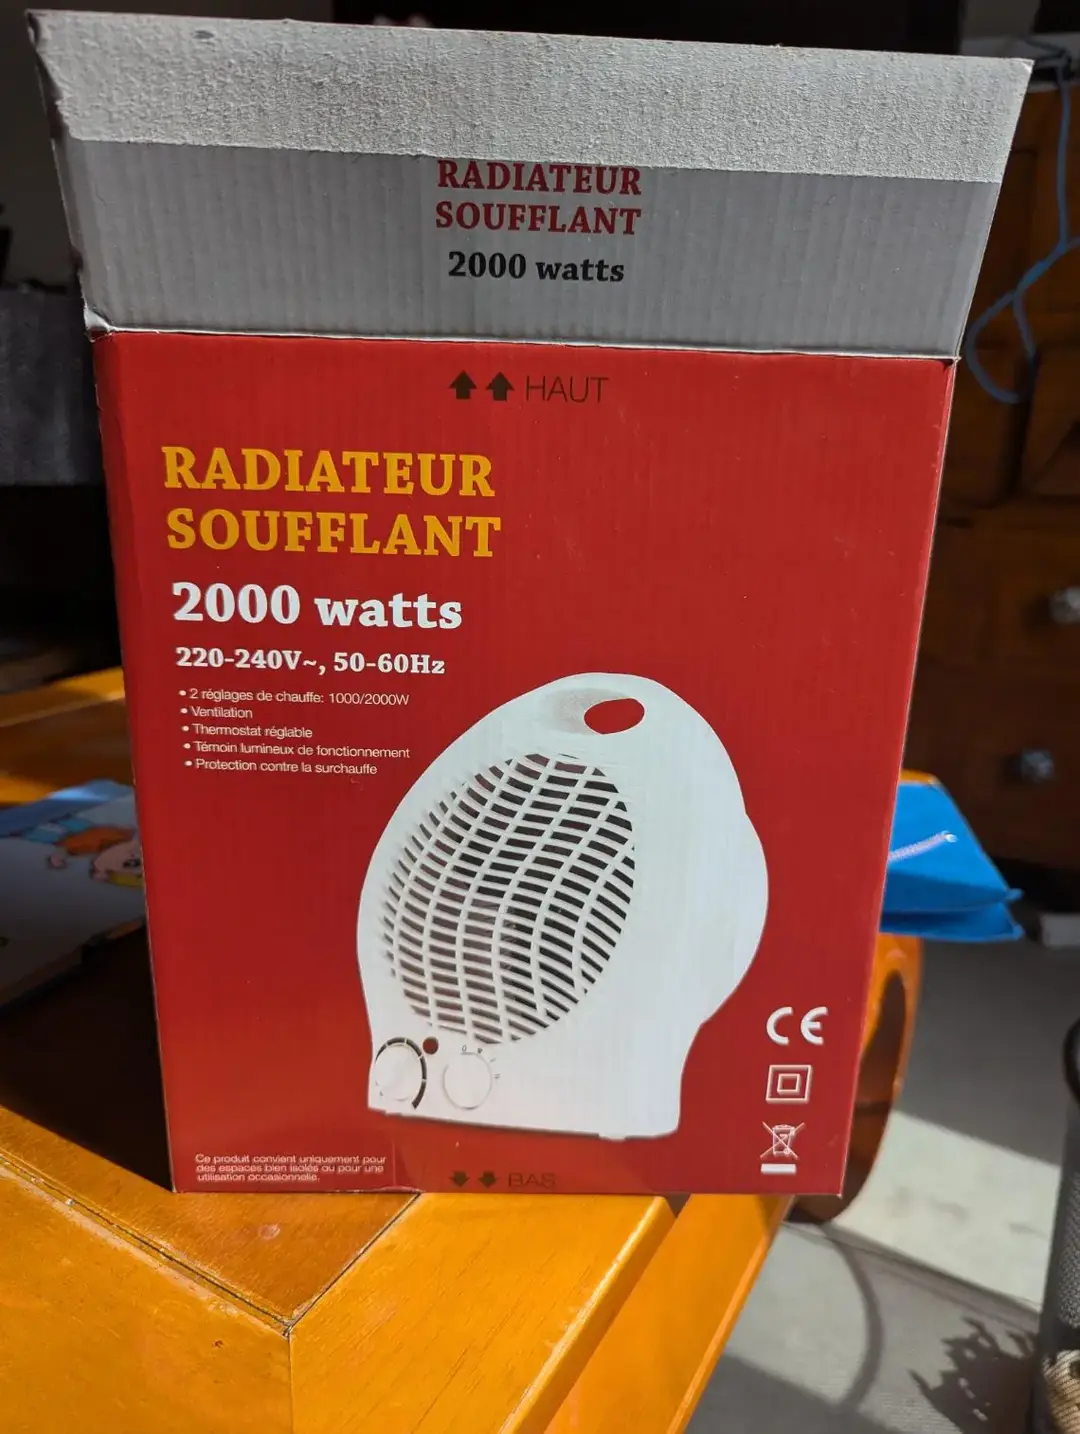 RADIATEUR
SOUFFLANT
2000 watts
HAUT
RADIATEUR
SOUFFLANT
2000 watts
220-240V~, 50-60Hz
• 2 réglages de chauffe: 1000/2000W
• Ventilation
• Thermostat réglable
• Témoin lumineux de fonctionnement
• Protection contre la surchauffe
CE
Ce produit convient uniquement pour
des espaces bien isolés ou pour une
utilisation occasionnelle.
BAS